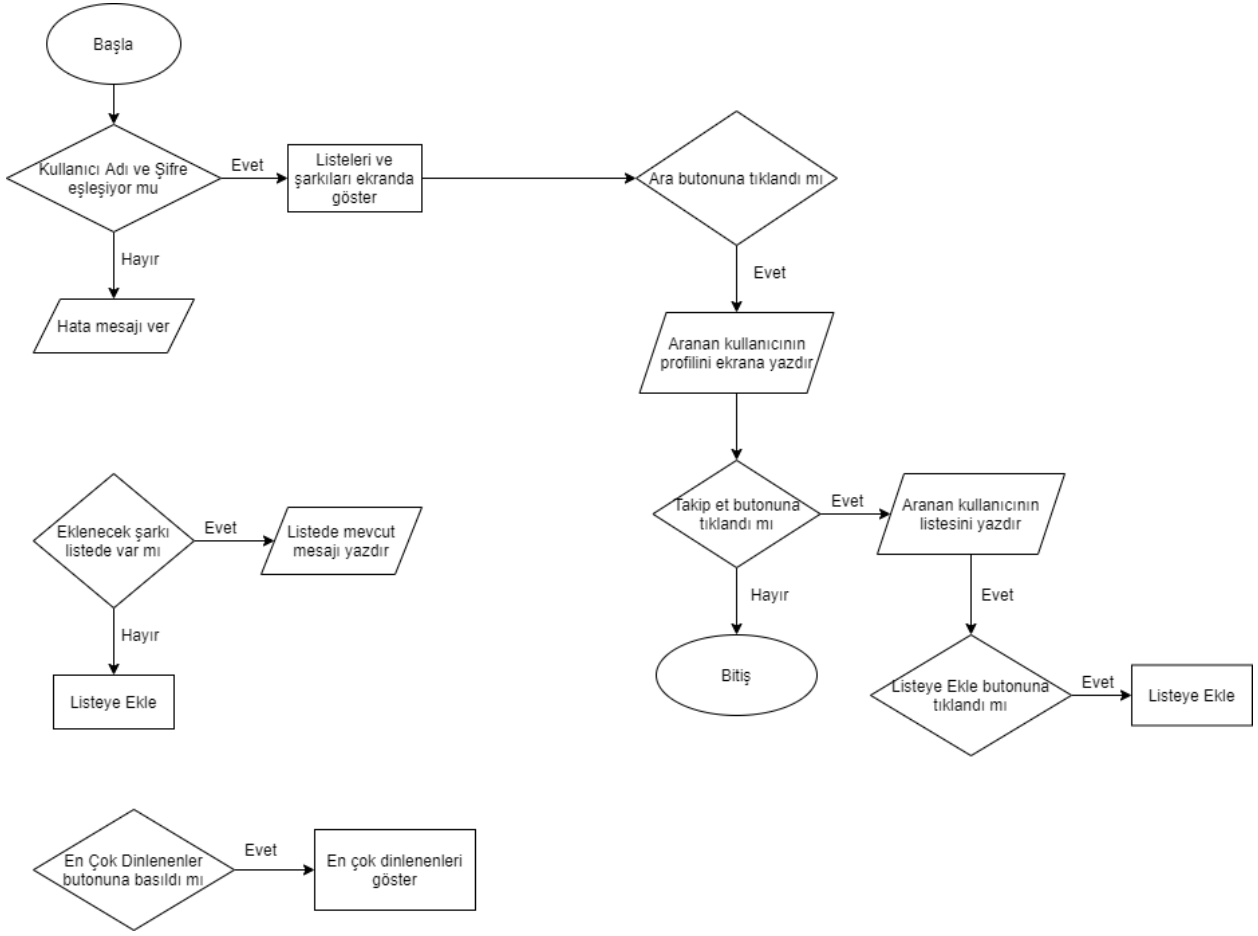 Başla
Kullanıcı Adı ve Şifre
eşleşiyor mu
Evet
Listeleri ve
şarkıları ekranda
göster
Ara butonuna tıklandı mı
Hayır
Hata mesajı ver
Evet
Aranan kullanıcının
profilini ekrana yazdır
Takip et butonuna
tıklandı mı
Evet
Aranan kullanıcının
listesini yazdır
Hayır
Bitiş
Evet
Listeye Ekle butonuna
tıklandı mı
Evet
Listeye Ekle
Eklenecek şarkı
listede var mı
Evet
Listede mevcut
mesajı yazdır
Hayır
Listeye Ekle
En Çok Dinlenenler
butonuna basıldı mı
Evet
En çok dinlenenleri
göster